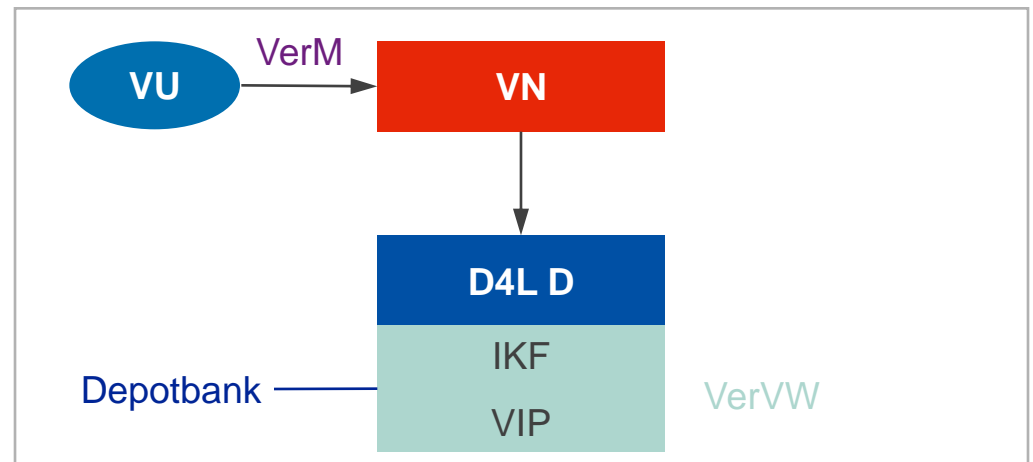 VerM
VU
VN
D4L D
IKF
Depotbank
VerVW
VIP